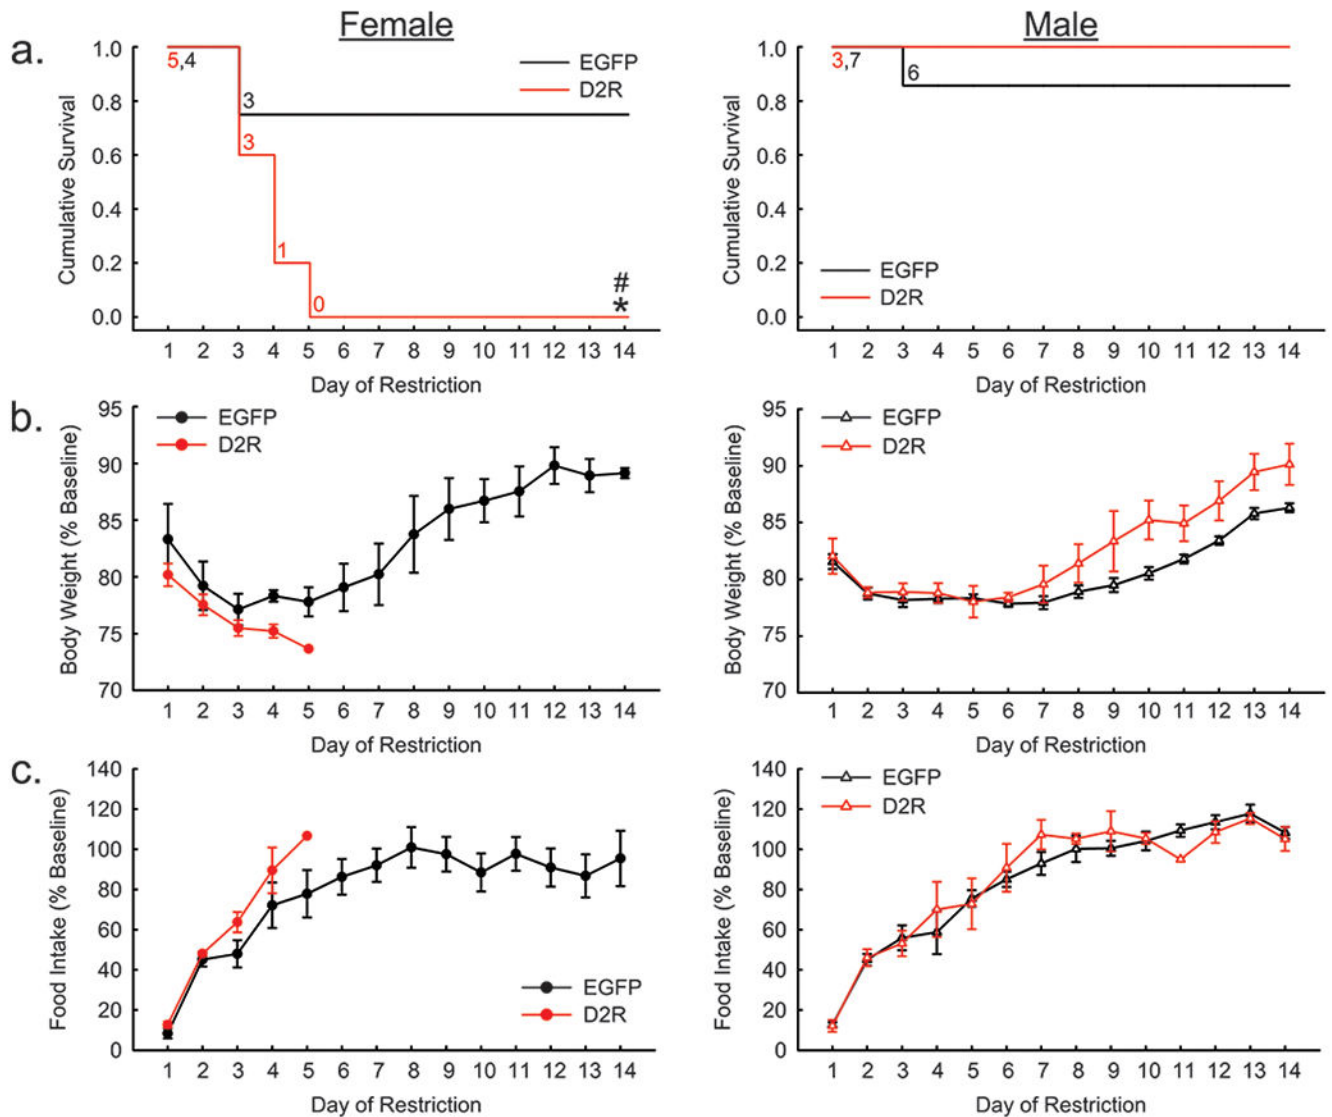 Female
Male
a.
1.0
0.8
0.6
0.4
0.2
0.0
Cumulative Survival
5,4
3
3
1
0
EGFP
D2R
#
*
1 2 3 4 5 6 7 8 9 10 11 12 13 14
Day of Restriction
1.0
0.8
0.6
0.4
0.2
0.0
Cumulative Survival
3,7
6
EGFP
D2R
1 2 3 4 5 6 7 8 9 10 11 12 13 14
Day of Restriction
b.
95
90
85
80
75
70
Body Weight (% Baseline)
EGFP
D2R
1 2 3 4 5 6 7 8 9 10 11 12 13 14
Day of Restriction
95
90
85
80
75
70
Body Weight (% Baseline)
EGFP
D2R
1 2 3 4 5 6 7 8 9 10 11 12 13 14
Day of Restriction
c.
140
120
100
80
60
40
20
0
Food Intake (% Baseline)
EGFP
D2R
1 2 3 4 5 6 7 8 9 10 11 12 13 14
Day of Restriction
140
120
100
80
60
40
20
0
Food Intake (% Baseline)
EGFP
D2R
1 2 3 4 5 6 7 8 9 10 11 12 13 14
Day of Restriction